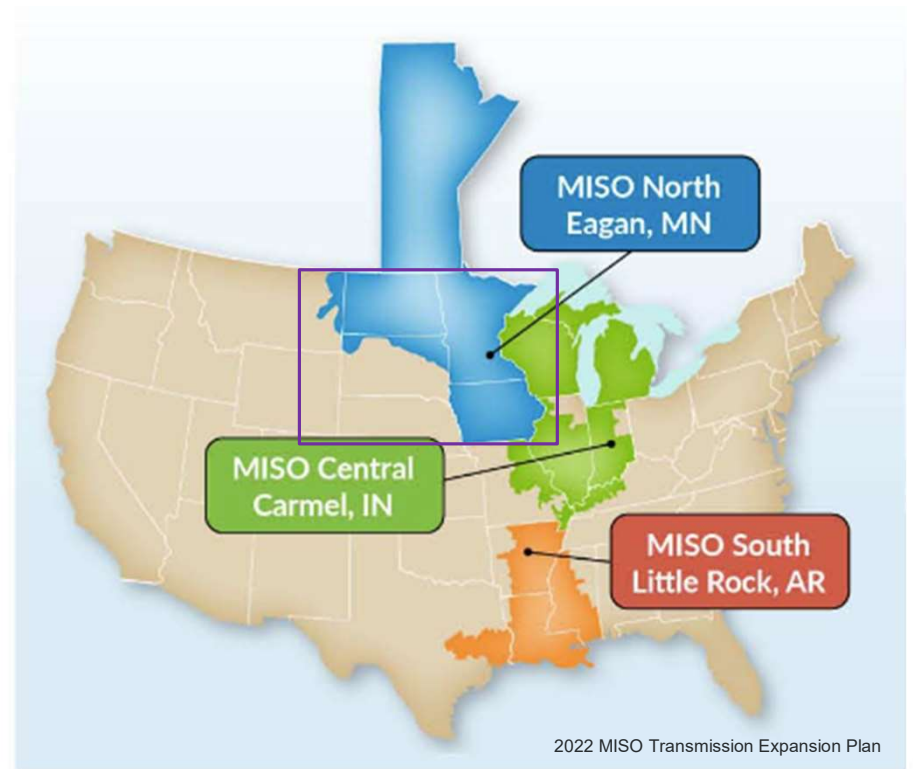 MISO North
Eagan, MN
MISO Central
Carmel, IN
MISO South
Little Rock, AR
2022 MISO Transmission Expansion Plan